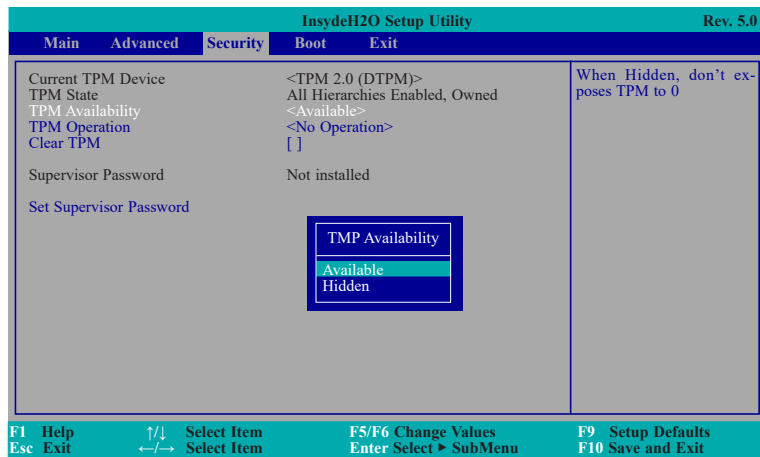 InsydeH2O Setup Utility Rev. 5.0
Main Advanced Security Boot Exit
Current TPM Device <TPM 2.0 (DTPM)>
TPM State All Hierarchies Enabled, Owned
TPM Availability <Available>
TPM Operation <No Operation>
Clear TPM [ ]
Supervisor Password Not installed
Set Supervisor Password
When Hidden, don't ex-
poses TPM to 0
TMP Availability
Available
Hidden
F1 Help ↑/↓ Select Item F5/F6 Change Values F9 Setup Defaults
Esc Exit ←/→ Select Item Enter Select ► SubMenu F10 Save and Exit